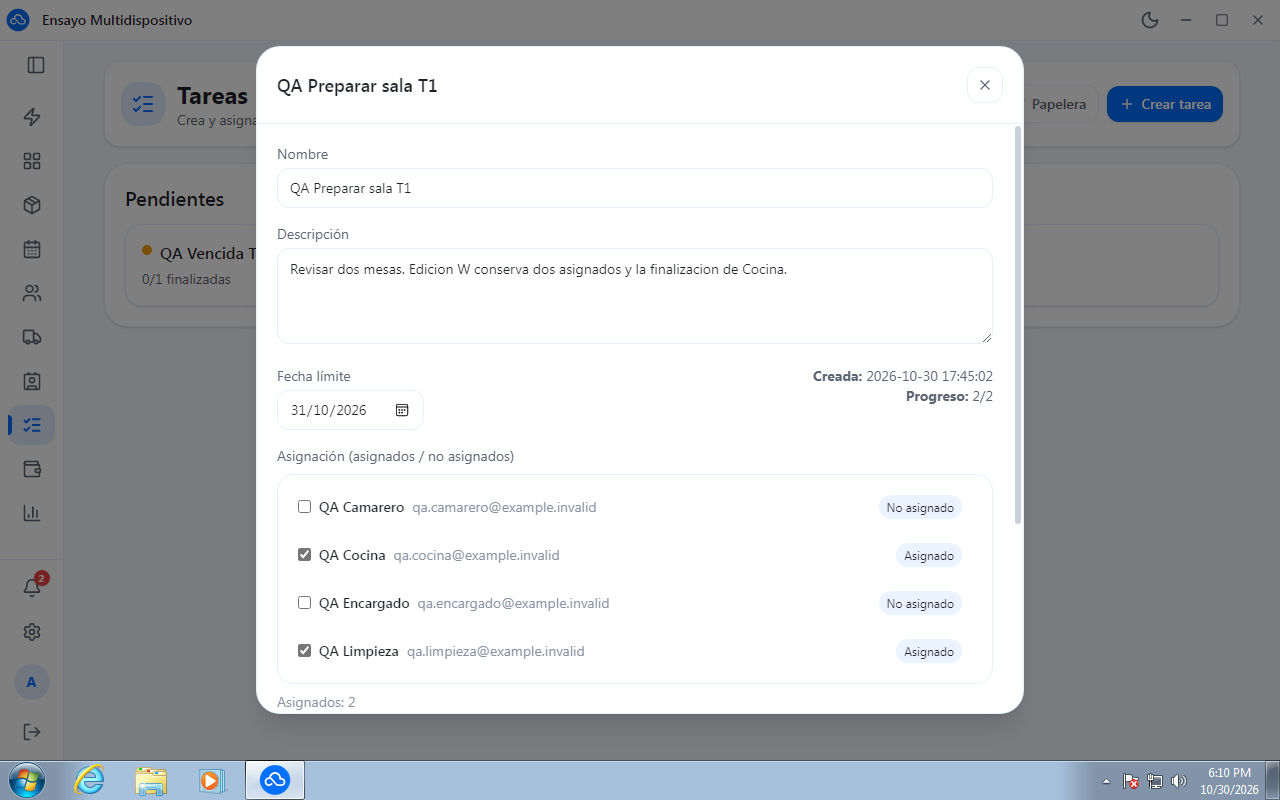 Ensayo Multidispositivo
Tareas
Crea y asigna
Papelera
+ Crear tarea
Pendientes
QA Vencida T
0/1 finalizadas
QA Preparar sala T1
Nombre
QA Preparar sala T1
Descripción
Revisar dos mesas. Edicion W conserva dos asignados y la finalizacion de Cocina.
Fecha límite
31/10/2026
Creada: 2026-10-30 17:45:02
Progreso: 2/2
Asignación (asignados / no asignados)
QA Camarero qa.camarero@example.invalid No asignado
QA Cocina qa.cocina@example.invalid Asignado
QA Encargado qa.encargado@example.invalid No asignado
QA Limpieza qa.limpieza@example.invalid Asignado
Asignados: 2
2
A
6:10 PM
10/30/2026